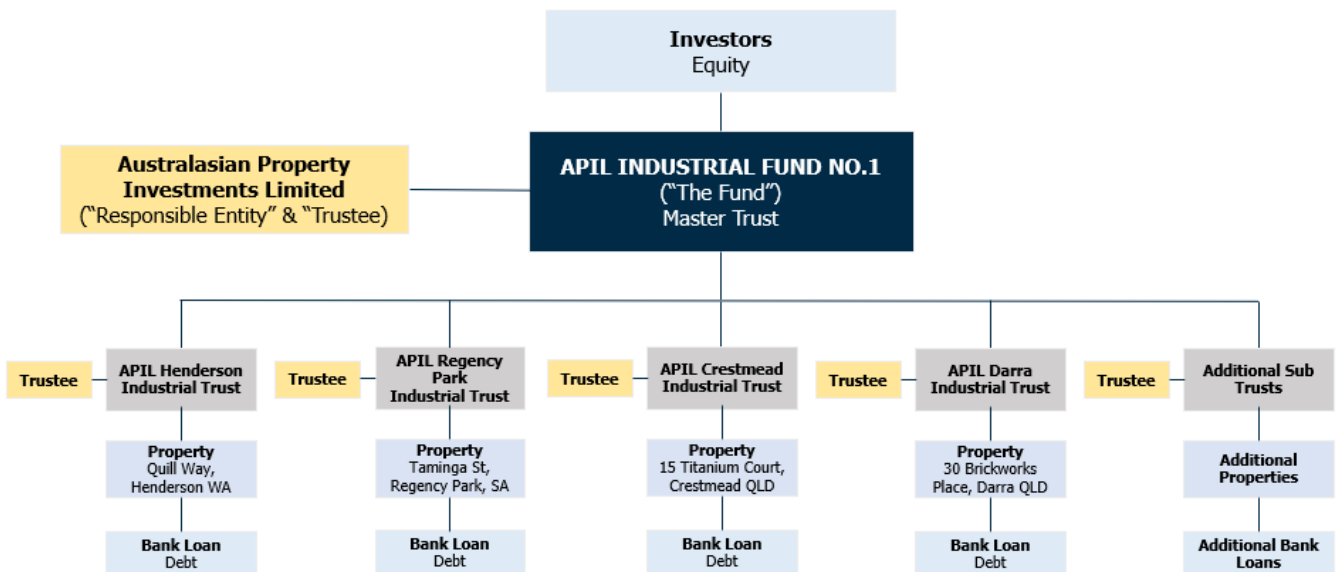 Investors
Equity
Australasian Property
Investments Limited
(“Responsible Entity” & “Trustee)
APIL INDUSTRIAL FUND NO.1
(“The Fund”)
Master Trust
Trustee
APIL Henderson
Industrial Trust
Trustee
APIL Regency
Park
Industrial Trust
Trustee
APIL Crestmead
Industrial Trust
Trustee
APIL Darra
Industrial Trust
Trustee
Additional Sub
Trusts
Property
Quill Way,
Henderson WA
Property
Taminga St,
Regency Park, SA
Property
15 Titanium Court,
Crestmead QLD
Property
30 Brickworks
Place, Darra QLD
Additional
Properties
Bank Loan
Debt
Bank Loan
Debt
Bank Loan
Debt
Bank Loan
Debt
Additional Bank
Loans